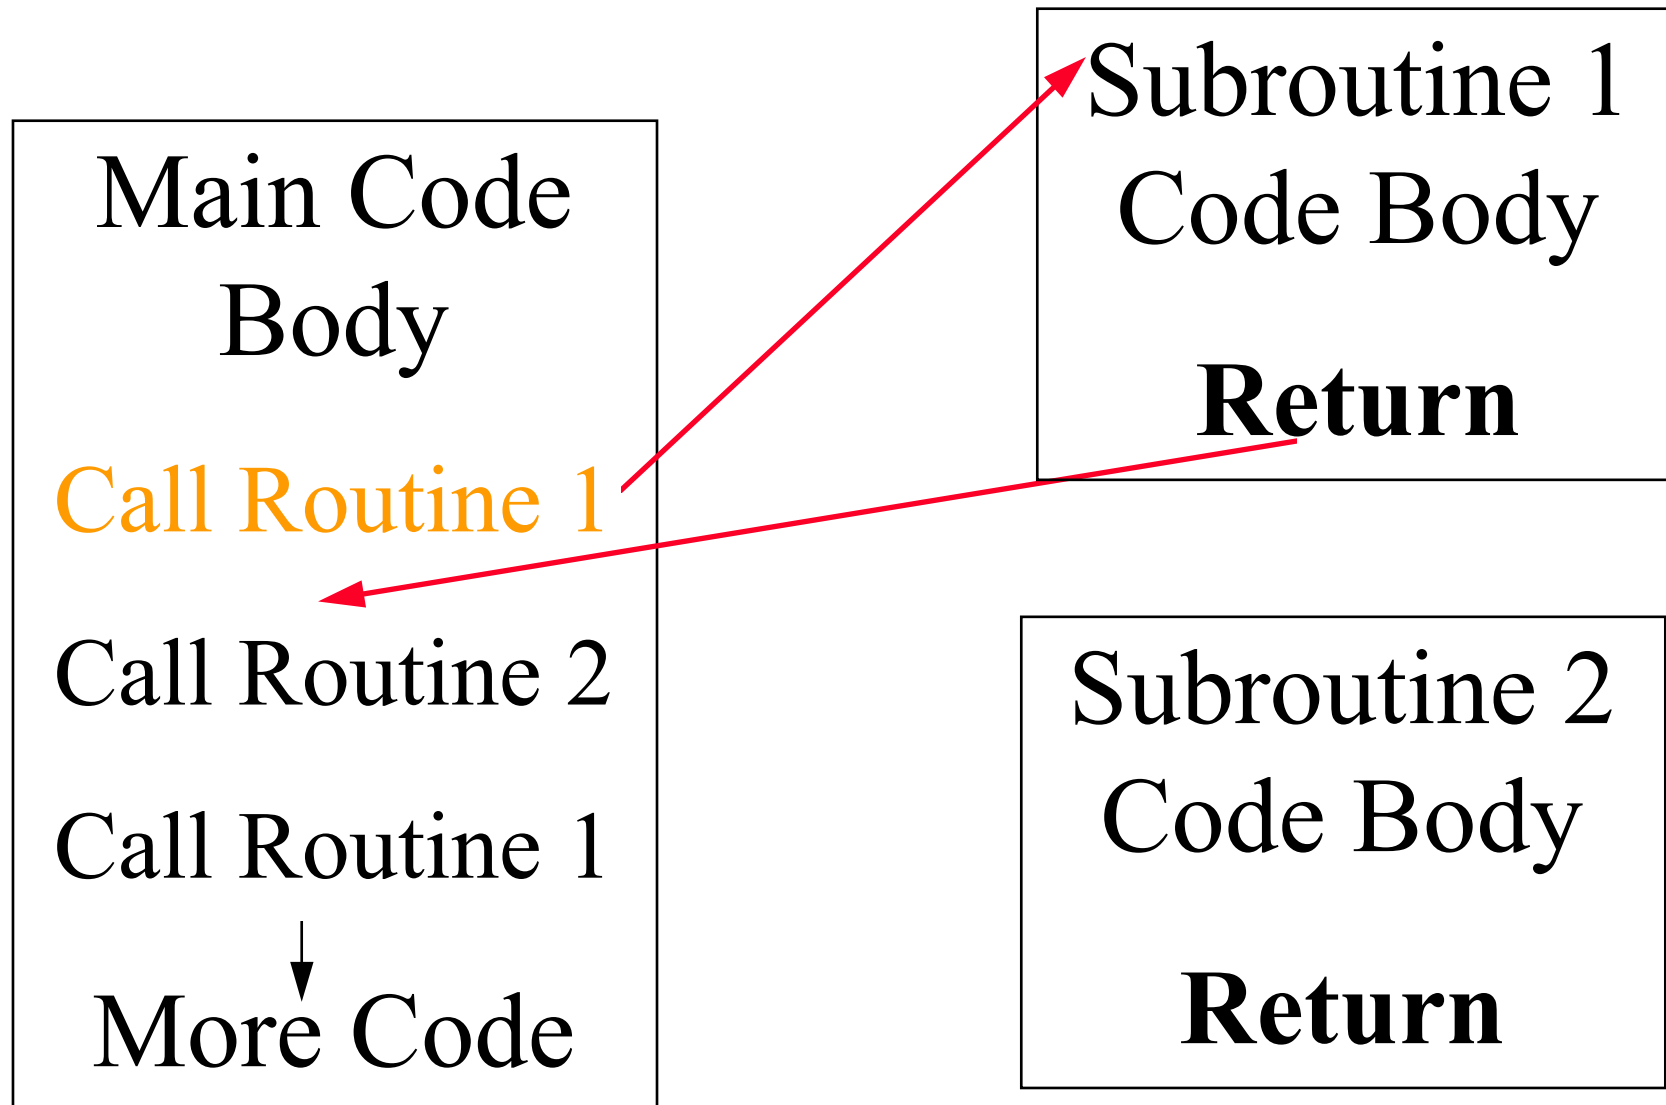 Main Code
Body
Call Routine 1
Call Routine 2
Call Routine 1
More Code
Subroutine 1
Code Body
Return
Subroutine 2
Code Body
Return